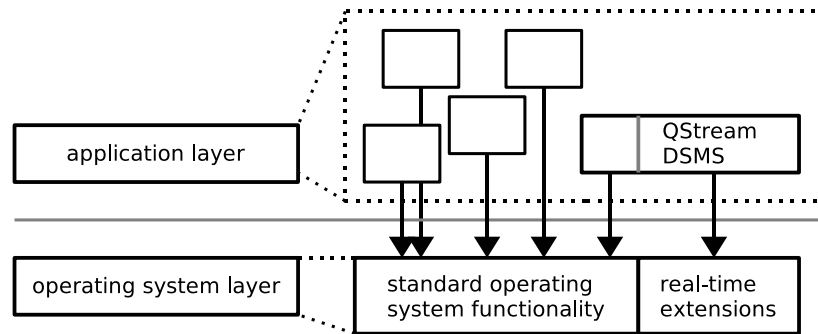 QStream
DSMS
application layer
operating system layer
standard operating
system functionality
real-time
extensions